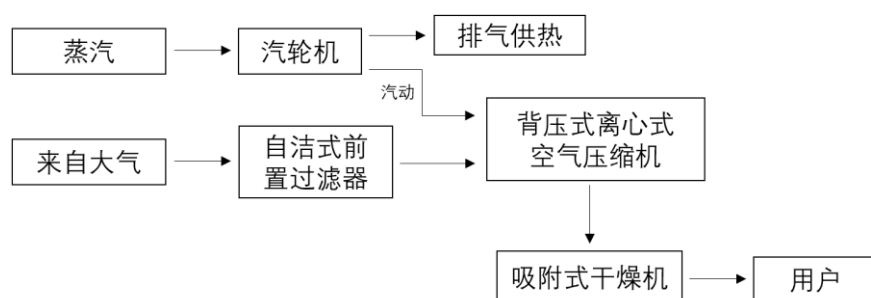 蒸汽
汽轮机
排气供热
汽动
来自大气
自洁式前
置过滤器
背压式离心式
空气压缩机
吸附式干燥机
用户